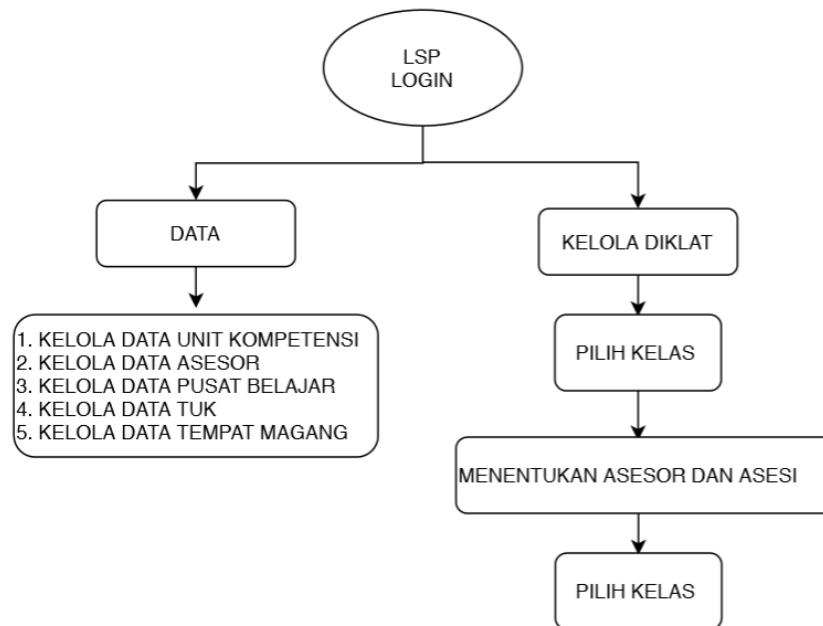 LSP
LOGIN
DATA
1. KELOLA DATA UNIT KOMPETENSI
2. KELOLA DATA ASESOR
3. KELOLA DATA PUSAT BELAJAR
4. KELOLA DATA TUK
5. KELOLA DATA TEMPAT MAGANG
KELOLA DIKLAT
PILIH KELAS
MENENTUKAN ASESOR DAN ASESI
PILIH KELAS